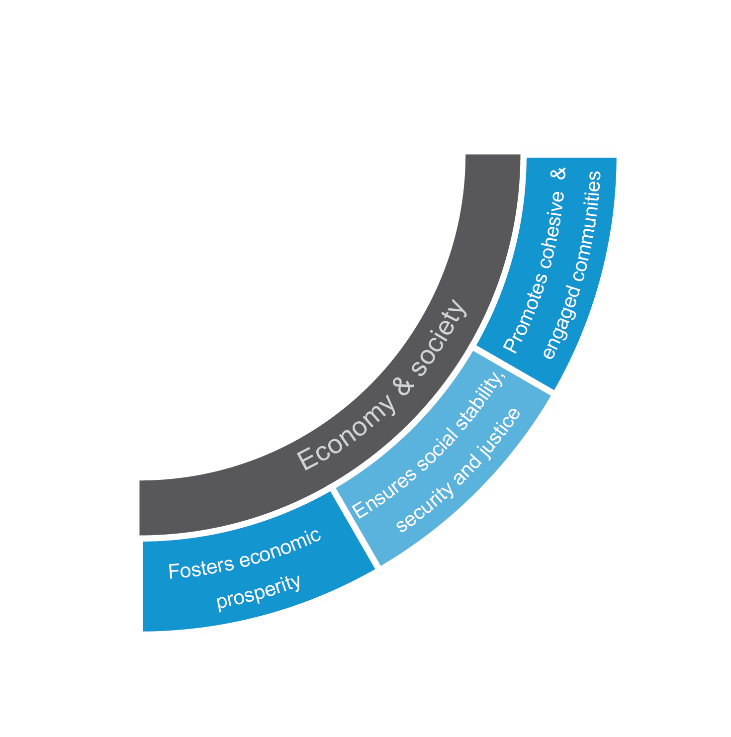 Economy & society
Promotes cohesive &
engaged communities
Ensures social stability,
security and justice
Fosters economic
prosperity